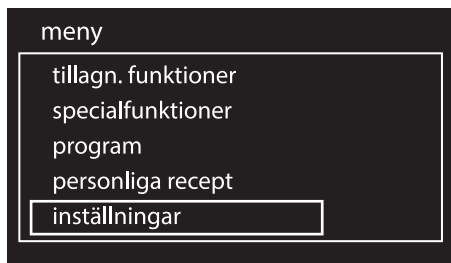 meny
tillagn. funktioner
specialfunktioner
program
personliga recept
inställningar